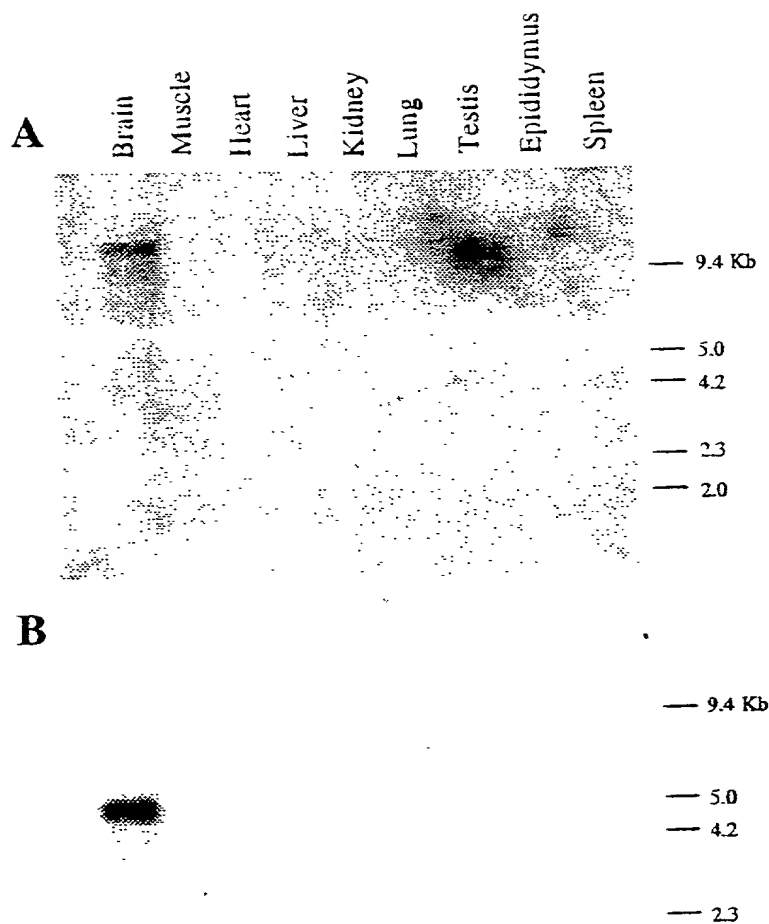 A
Brain
Muscle
Heart
Liver
Kidney
Lung
Testis
Epididymus
Spleen
9.4 Kb
5.0
4.2
2.3
2.0
B
9.4 Kb
5.0
4.2
2.3